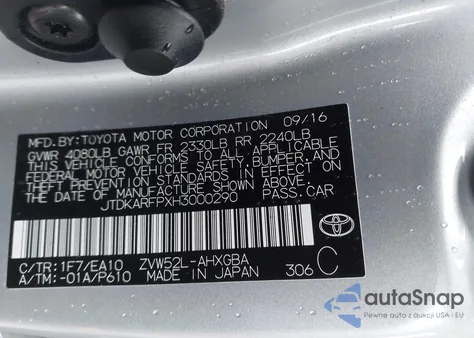 MFD.BY:TOYOTA MOTOR CORPORATION 09/16
GVWR 4080LB GAWR FR 2330LB RR 2240LB
THIS VEHICLE CONFORMS TO ALL APPLICABLE
FEDERAL MOTOR VEHICLE SAFETY, BUMPER, AND
THEFT PREVENTION STANDARDS IN EFFECT ON
THE DATE OF MANUFACTURE SHOWN ABOVE.
JTDKARFPXH3000290 PASS.CAR
C/TR:1F7/EA10 ZVW52L-AHXGBA
A/TM:-01A/P610 MADE IN JAPAN 306 C
autoSnap
Pewne auta z aukcji USA i EU